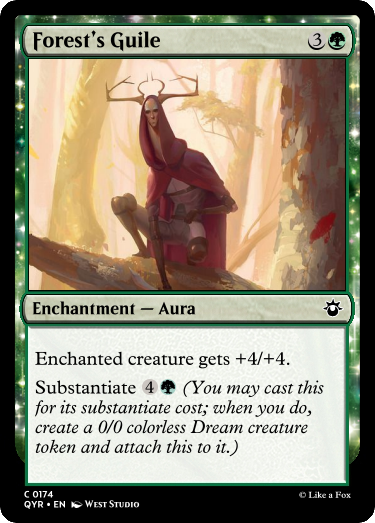 Forest's Guile 3
Enchantment — Aura
Enchanted creature gets +4/+4.
Substantiate 4 (You may cast this
for its substantiate cost; when you do,
create a 0/0 colorless Dream creature
token and attach this to it.)
C 0174
QYR • EN West Studio
© Like a Fox